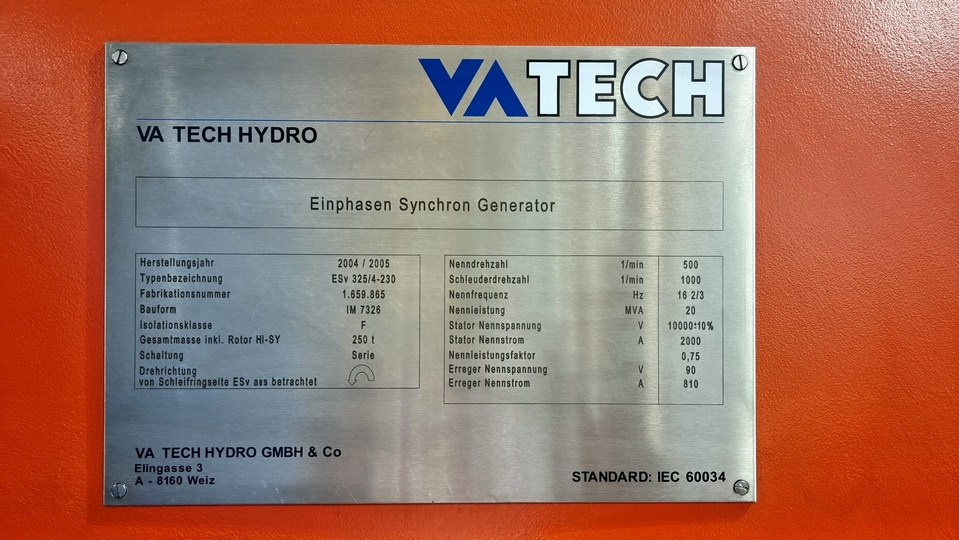 VA TECH
VA TECH HYDRO
Einphasen Synchron Generator
Herstellungsjahr 2004 / 2005
Typenbezeichnung ESv 325/4-230
Fabrikationsnummer 1.659.865
Bauform IM 7326
Isolationsklasse F
Gesamtmasse inkl. Rotor HI-SY 250 t
Schaltung Serie
Drehrichtung
von Schleifringseite ESv aus betrachtet
Nenndrehzahl 1/min 500
Schleuderdrehzahl 1/min 1000
Nennfrequenz Hz 16 2/3
Nennleistung MVA 20
Stator Nennspannung V 10000±10%
Stator Nennstrom A 2000
Nennleistungsfaktor 0,75
Erreger Nennspannung V 90
Erreger Nennstrom A 810
VA TECH HYDRO GMBH & Co
Elingasse 3
A - 8160 Weiz
STANDARD: IEC 60034